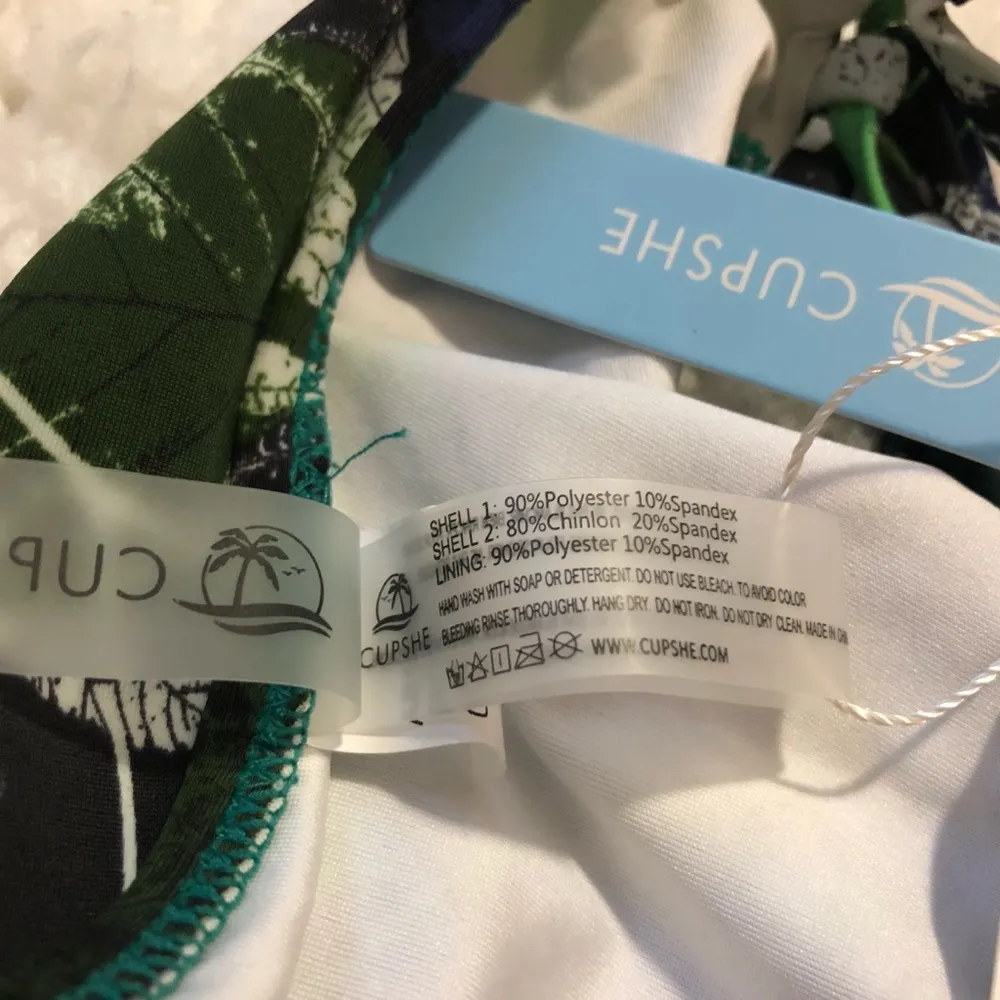 CUPSHE
SHELL 1: 90%Polyester 10%Spandex
SHELL 2: 80%Chinlon 20%Spandex
LINING: 90%Polyester 10%Spandex
HAND WASH WITH SOAP OR DETERGENT. DO NOT USE BLEACH. TO AVOID COLOR
BLEEDING RINSE THOROUGHLY. HANG DRY. DO NOT IRON. DO NOT DRY CLEAN. MADE IN
WWW.CUPSHE.COM
CUPSHE
CUP